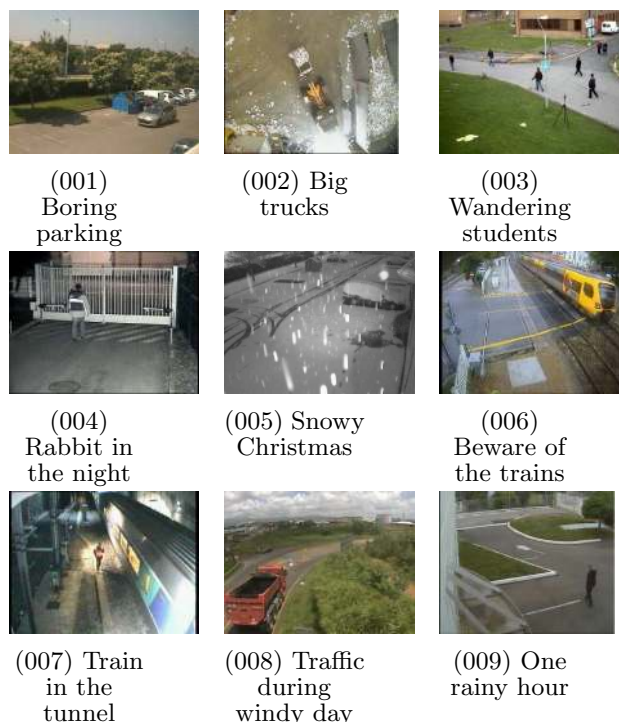 (001)
Boring
parking
(002) Big
trucks
(003)
Wandering
students
(004)
Rabbit in
the night
(005) Snowy
Christmas
(006)
Beware of
the trains
(007) Train
in the
tunnel
(008) Traffic
during
windy day
(009) One
rainy hour